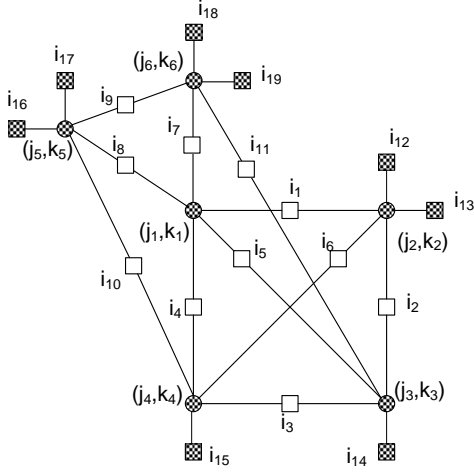 i₁₈
i₁₇
(j₆,k₆)
i₁₉
i₁₆
i₉
(j₅,k₅)
i₈
i₇
i₁₁
i₁₂
i₁
i₁₃
(j₁,k₁)
i₅
i₆
(j₂,k₂)
i₁₀
i₄
i₂
(j₄,k₄)
(j₃,k₃)
i₃
i₁₅
i₁₄